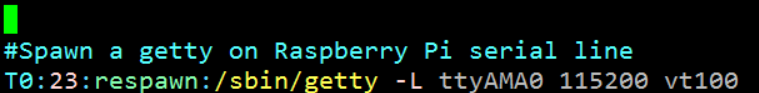 #Spawn a getty on Raspberry Pi serial line
T0:23:respawn:/sbin/getty -L ttyAMA0 115200 vt100